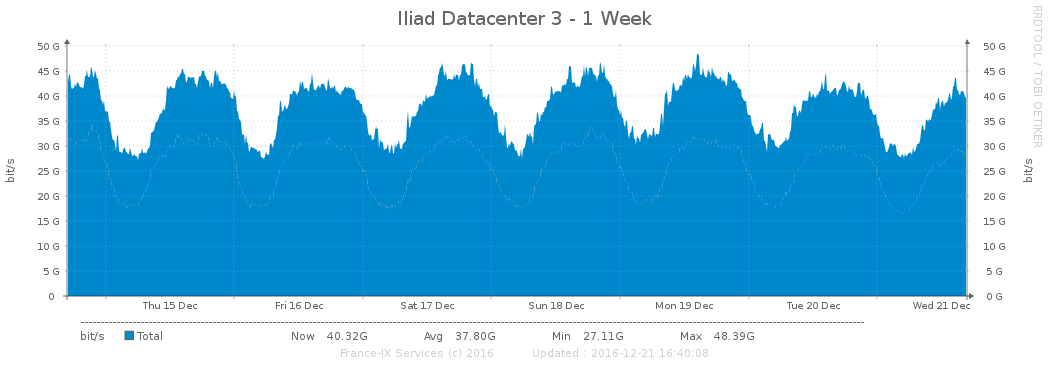 Iliad Datacenter 3 - 1 Week
RRDTOOL / TOBI OETIKER
50 G 50 G
45 G 45 G
40 G 40 G
35 G 35 G
30 G 30 G
25 G 25 G
20 G 20 G
15 G 15 G
10 G 10 G
5 G 5 G
0 0 G
bit/s bit/s
Thu 15 Dec Fri 16 Dec Sat 17 Dec Sun 18 Dec Mon 19 Dec Tue 20 Dec Wed 21 Dec
bit/s Total Now 40.32G Avg 37.80G Min 27.11G Max 48.39G
France-IX Services (c) 2016 Updated : 2016-12-21 16:40:08